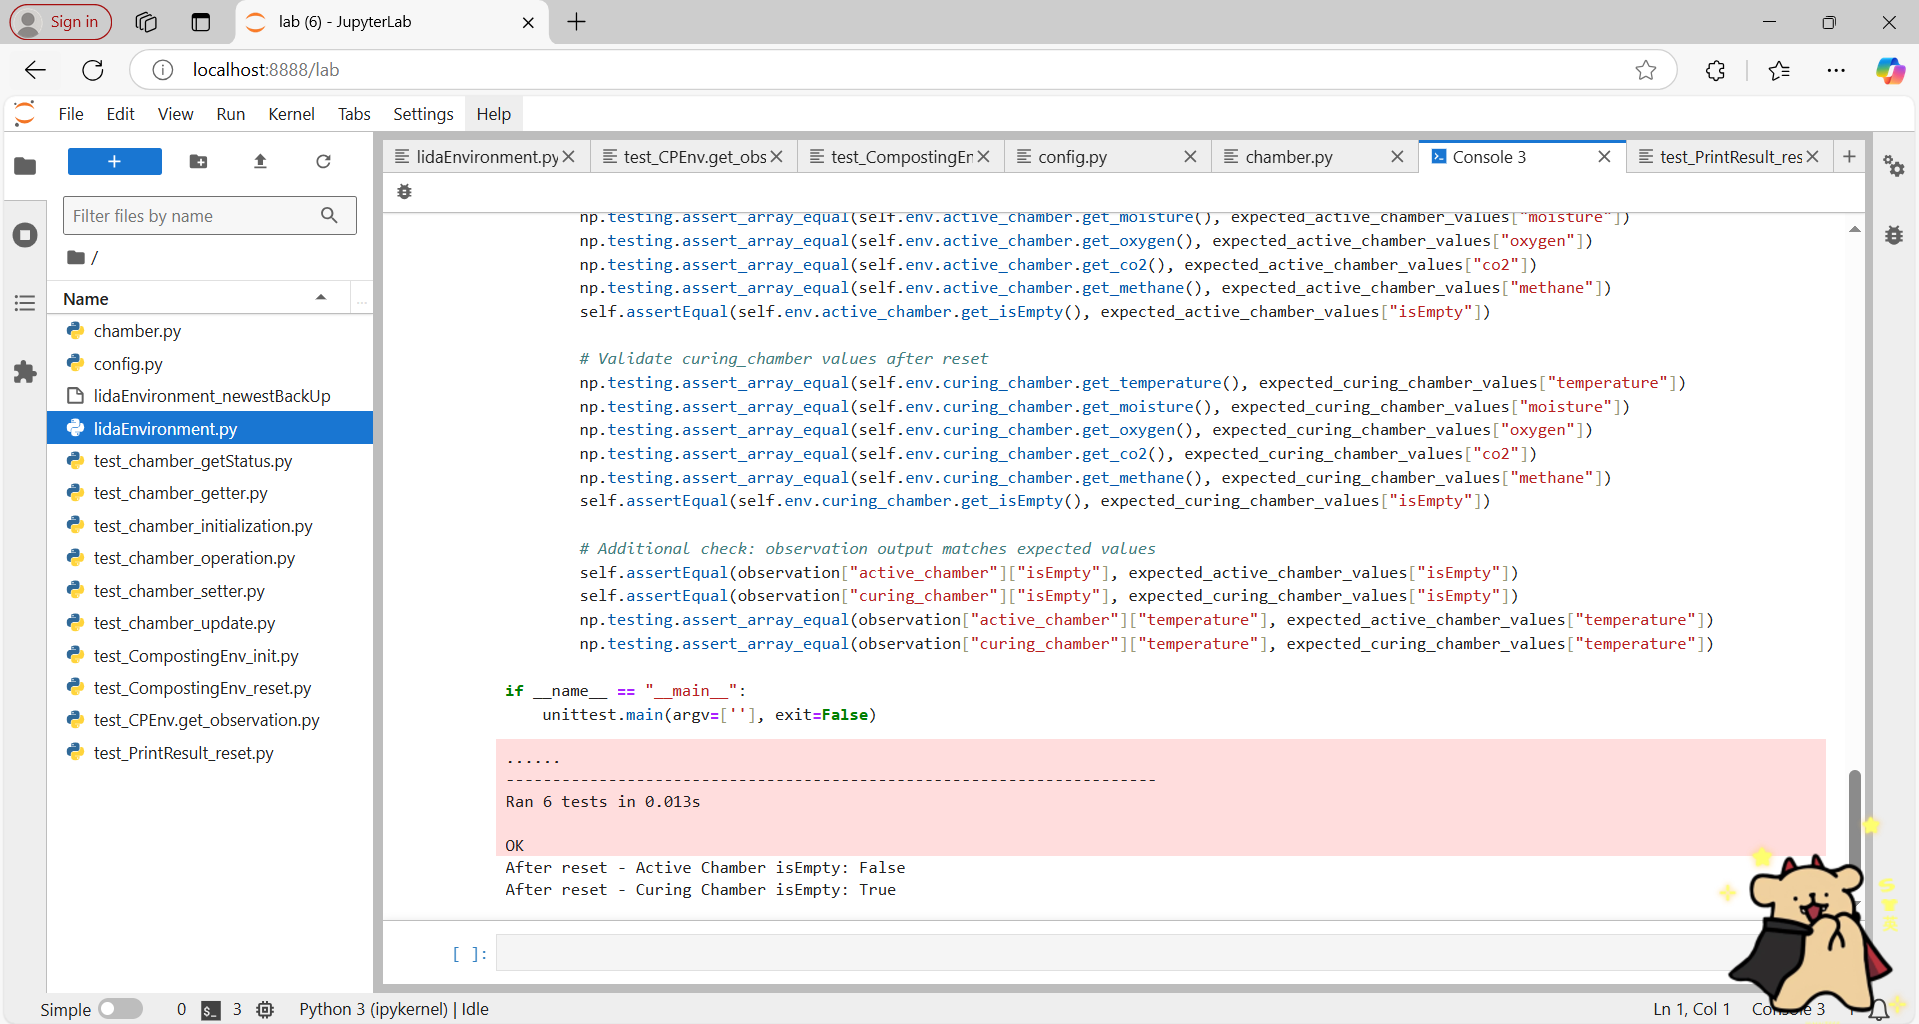 Sign in
lab (6) - JupyterLab
localhost:8888/lab
File Edit View Run Kernel Tabs Settings Help
lidaEnvironment.py
test_CPEnv.get_obs
test_CompostingEr
config.py
chamber.py
Console 3
test_PrintResult_res
Filter files by name
/
Name
...
chamber.py
config.py
lidaEnvironment_newestBackUp
lidaEnvironment.py
test_chamber_getStatus.py
test_chamber_getter.py
test_chamber_initialization.py
test_chamber_operation.py
test_chamber_setter.py
test_chamber_update.py
test_CompostingEnv_init.py
test_CompostingEnv_reset.py
test_CPEnv.get_observation.py
test_PrintResult_reset.py
np.testing.assert_array_equal(self.env.active_chamber.get_moisture(), expected_active_chamber_values["moisture"])
np.testing.assert_array_equal(self.env.active_chamber.get_oxygen(), expected_active_chamber_values["oxygen"])
np.testing.assert_array_equal(self.env.active_chamber.get_co2(), expected_active_chamber_values["co2"])
np.testing.assert_array_equal(self.env.active_chamber.get_methane(), expected_active_chamber_values["methane"])
self.assertEqual(self.env.active_chamber.get_isEmpty(), expected_active_chamber_values["isEmpty"])
# Validate curing_chamber values after reset
np.testing.assert_array_equal(self.env.curing_chamber.get_temperature(), expected_curing_chamber_values["temperature"])
np.testing.assert_array_equal(self.env.curing_chamber.get_moisture(), expected_curing_chamber_values["moisture"])
np.testing.assert_array_equal(self.env.curing_chamber.get_oxygen(), expected_curing_chamber_values["oxygen"])
np.testing.assert_array_equal(self.env.curing_chamber.get_co2(), expected_curing_chamber_values["co2"])
np.testing.assert_array_equal(self.env.curing_chamber.get_methane(), expected_curing_chamber_values["methane"])
self.assertEqual(self.env.curing_chamber.get_isEmpty(), expected_curing_chamber_values["isEmpty"])
# Additional check: observation output matches expected values
self.assertEqual(observation["active_chamber"]["isEmpty"], expected_active_chamber_values["isEmpty"])
self.assertEqual(observation["curing_chamber"]["isEmpty"], expected_curing_chamber_values["isEmpty"])
np.testing.assert_array_equal(observation["active_chamber"]["temperature"], expected_active_chamber_values["temperature"])
np.testing.assert_array_equal(observation["curing_chamber"]["temperature"], expected_curing_chamber_values["temperature"])
if __name__ == "__main__":
unittest.main(argv=[''], exit=False)
......
----------------------------------------------------------------------
Ran 6 tests in 0.013s
OK
After reset - Active Chamber isEmpty: False
After reset - Curing Chamber isEmpty: True
[ ]:
Simple 0 3 Python 3 (ipykernel) | Idle
Ln 1, Col 1 3